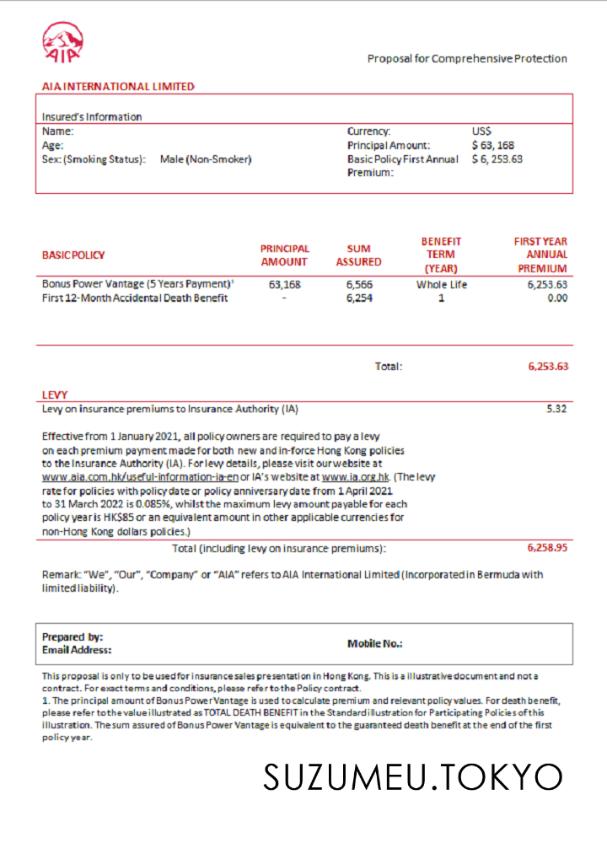 AIA
Proposal for Comprehensive Protection
AIA INTERNATIONAL LIMITED
Insured's Information
Name:
Currency: US$
Age:
Principal Amount: $ 63, 168
Sex: (Smoking Status): Male (Non-Smoker)
Basic Policy First Annual $ 6, 253.63
Premium:
BASIC POLICY
PRINCIPAL AMOUNT
SUM ASSURED
BENEFIT TERM (YEAR)
FIRST YEAR ANNUAL PREMIUM
Bonus Power Vantage (5 Years Payment)¹ 63,168 6,566 Whole Life 6,253.63
First 12-Month Accidental Death Benefit - 6,254 1 0.00
Total: 6,253.63
LEVY
Levy on insurance premiums to Insurance Authority (IA) 5.32
Effective from 1 January 2021, all policy owners are required to pay a levy
on each premium payment made for both new and in-force Hong Kong policies
to the Insurance Authority (IA). For levy details, please visit our website at
www.aia.com.hk/useful-information-ia-en or IA's website at www.ia.org.hk. (The levy
rate for policies with policy date or policy anniversary date from 1 April 2021
to 31 March 2022 is 0.085%, whilst the maximum levy amount payable for each
policy year is HK$85 or an equivalent amount in other applicable currencies for
non-Hong Kong dollars policies.)
Total (including levy on insurance premiums): 6,258.95
Remark: "We", "Our", "Company" or "AIA" refers to AIA International Limited (Incorporated in Bermuda with
limited liability).
Prepared by:
Mobile No.:
Email Address:
This proposal is only to be used for insurance sales presentation in Hong Kong. This is a illustrative document and not a
contract. For exact terms and conditions, please refer to the Policy contract.
1. The principal amount of Bonus Power Vantage is used to calculate premium and relevant policy values. For death benefit,
please refer to the value illustrated as TOTAL DEATH BENEFIT in the Standard illustration for Participating Policies of this
illustration. The sum assured of Bonus Power Vantage is equivalent to the guaranteed death benefit at the end of the first
policy year.
SUZUMEU.TOKYO